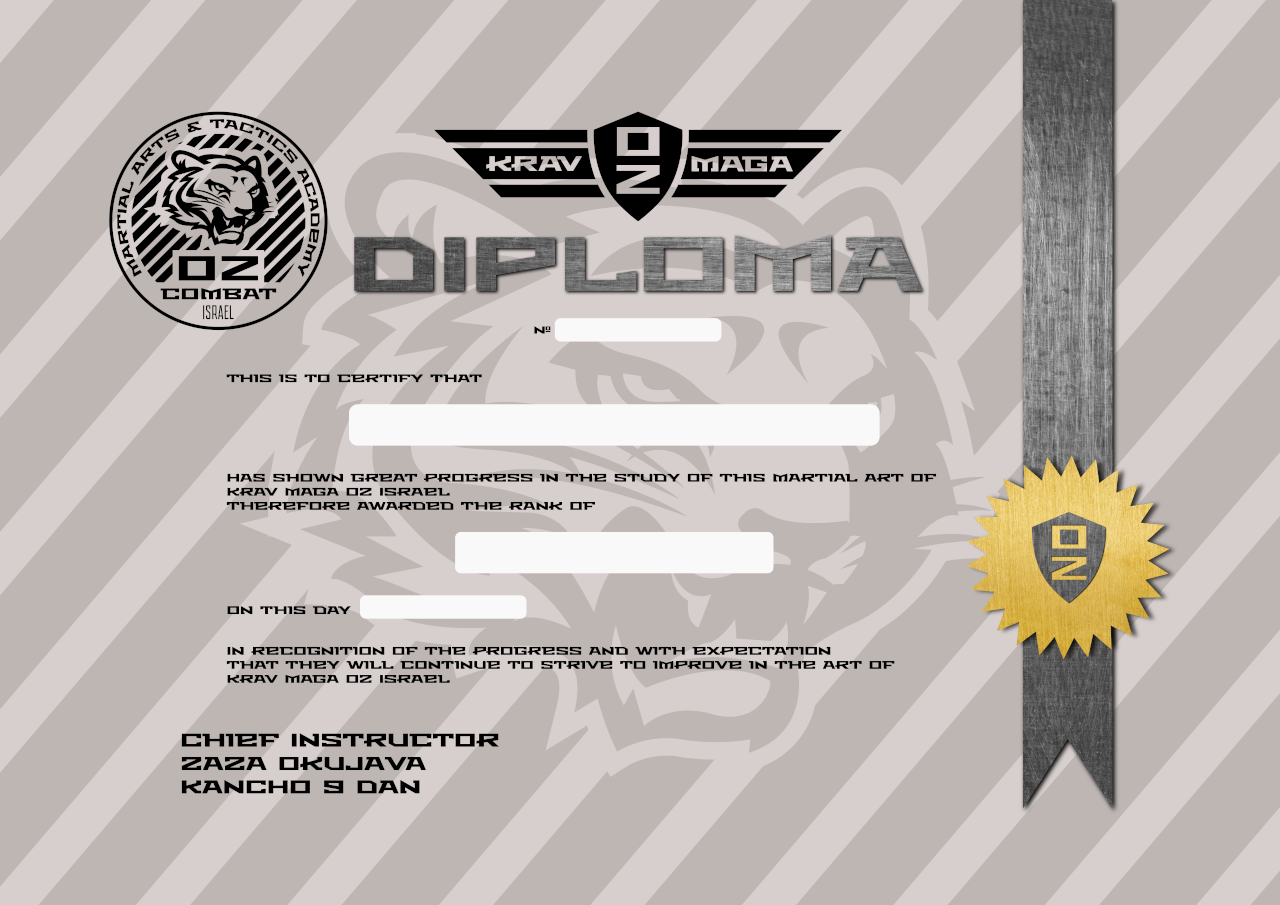 MARTIAL ARTS & TACTICS ACADEMY
OZ
COMBAT
ISRAEL
KRAV OZ MAGA
DIPLOMA
Nº
THIS IS TO CERTIFY THAT
HAS SHOWN GREAT PROGRESS IN THE STUDY OF THIS MARTIAL ART OF
KRAV MAGA OZ ISRAEL
THEREFORE AWARDED THE RANK OF
ON THIS DAY
IN RECOGNITION OF THE PROGRESS AND WITH EXPECTATION
THAT THEY WILL CONTINUE TO STRIVE TO IMPROVE IN THE ART OF
KRAV MAGA OZ ISRAEL
CHIEF INSTRUCTOR
ZAZA OKUJAVA
KANCHO 9 DAN
OZ